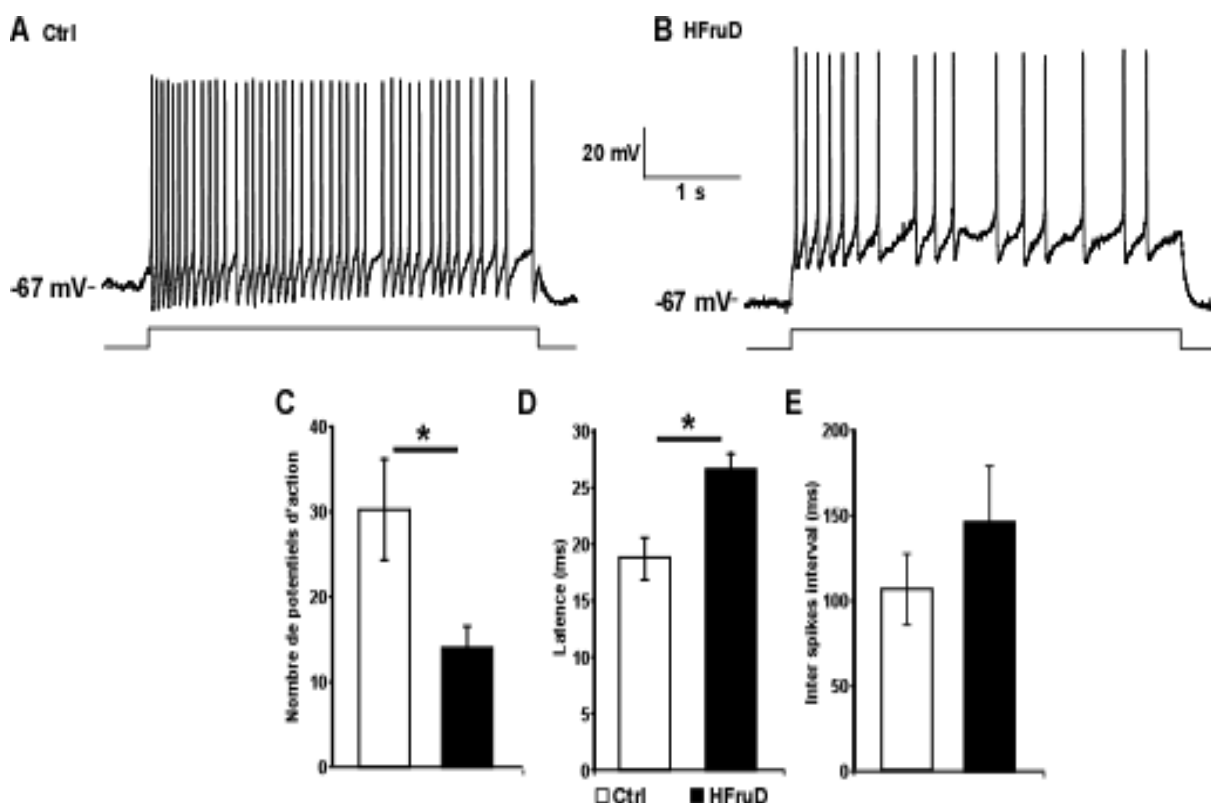 A Ctrl
B HFruD
20 mV
1 s
-67 mV-
-67 mV-
C
*
Nombre de potentiels d'action
40
30
20
10
0
D
*
Latence (ms)
30
25
20
15
10
5
0
E
Inter spikes interval (ms)
200
150
100
50
0
Ctrl HFruD